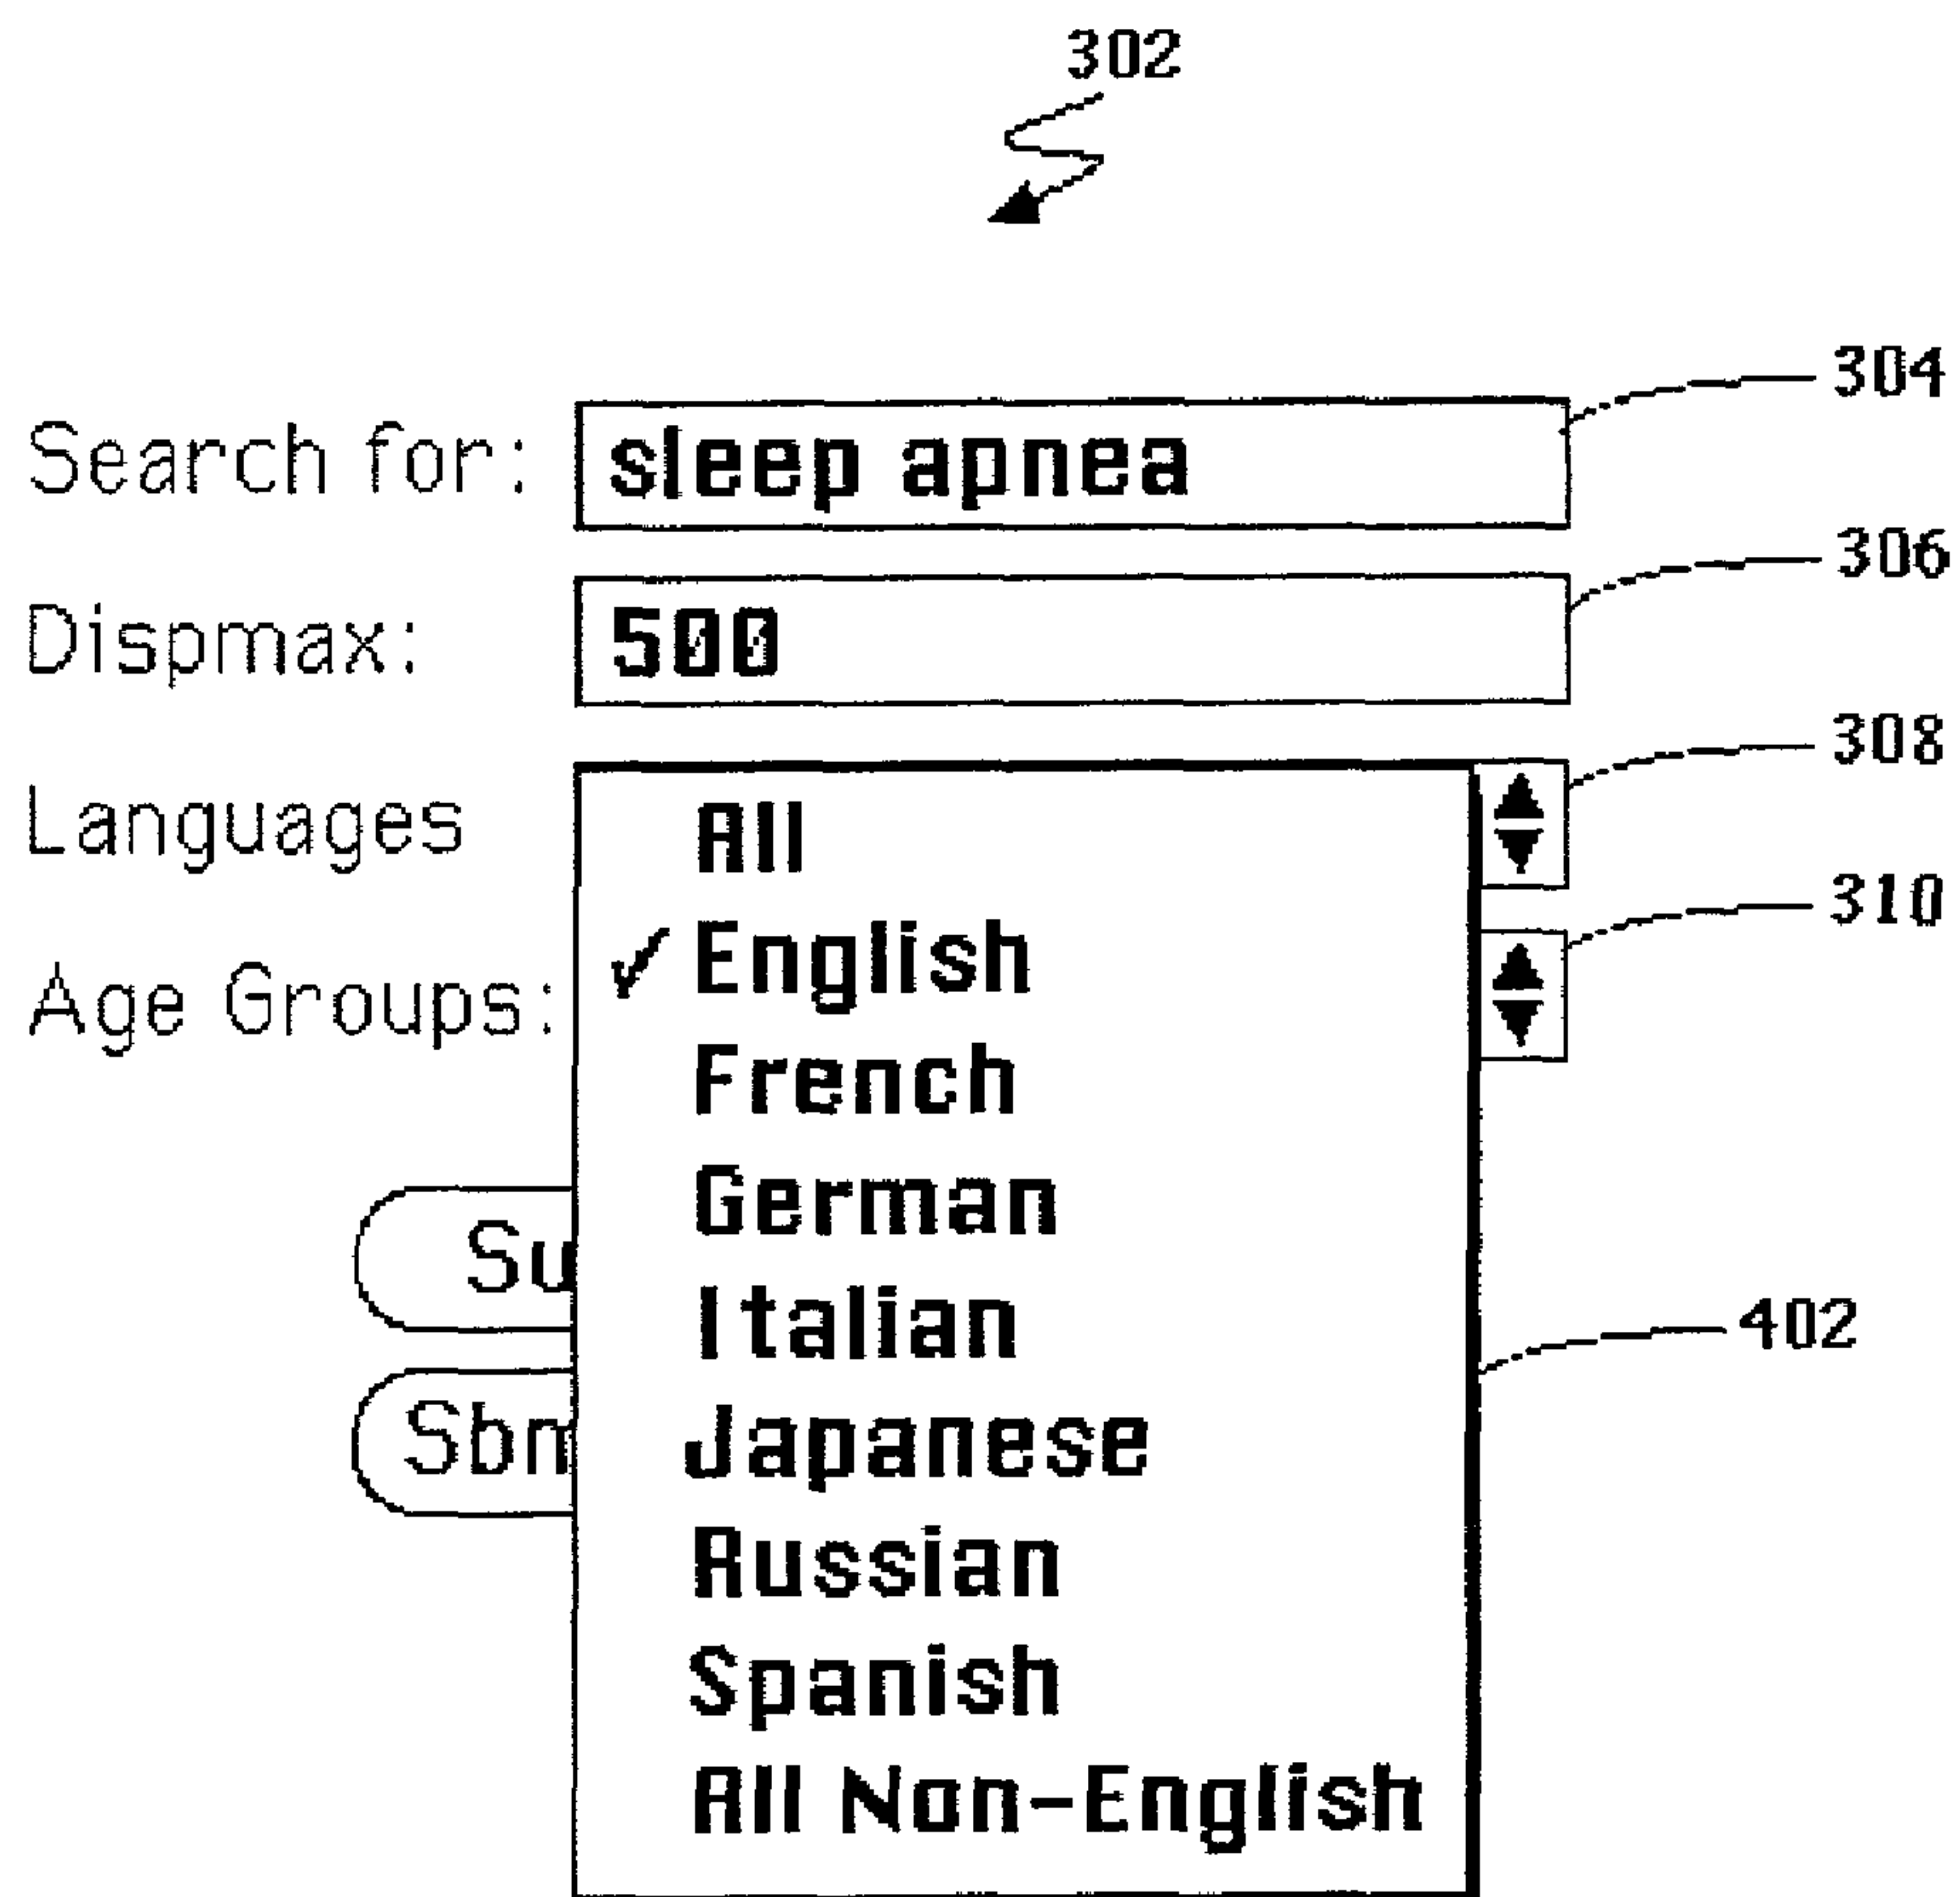 302
304
Search for: sleep apnea
306
Dispmax: 500
308
Languages All
310
English
Age Groups:
French
German
Su
Italian
402
Sbm
Japanese
Russian
Spanish
All Non-English